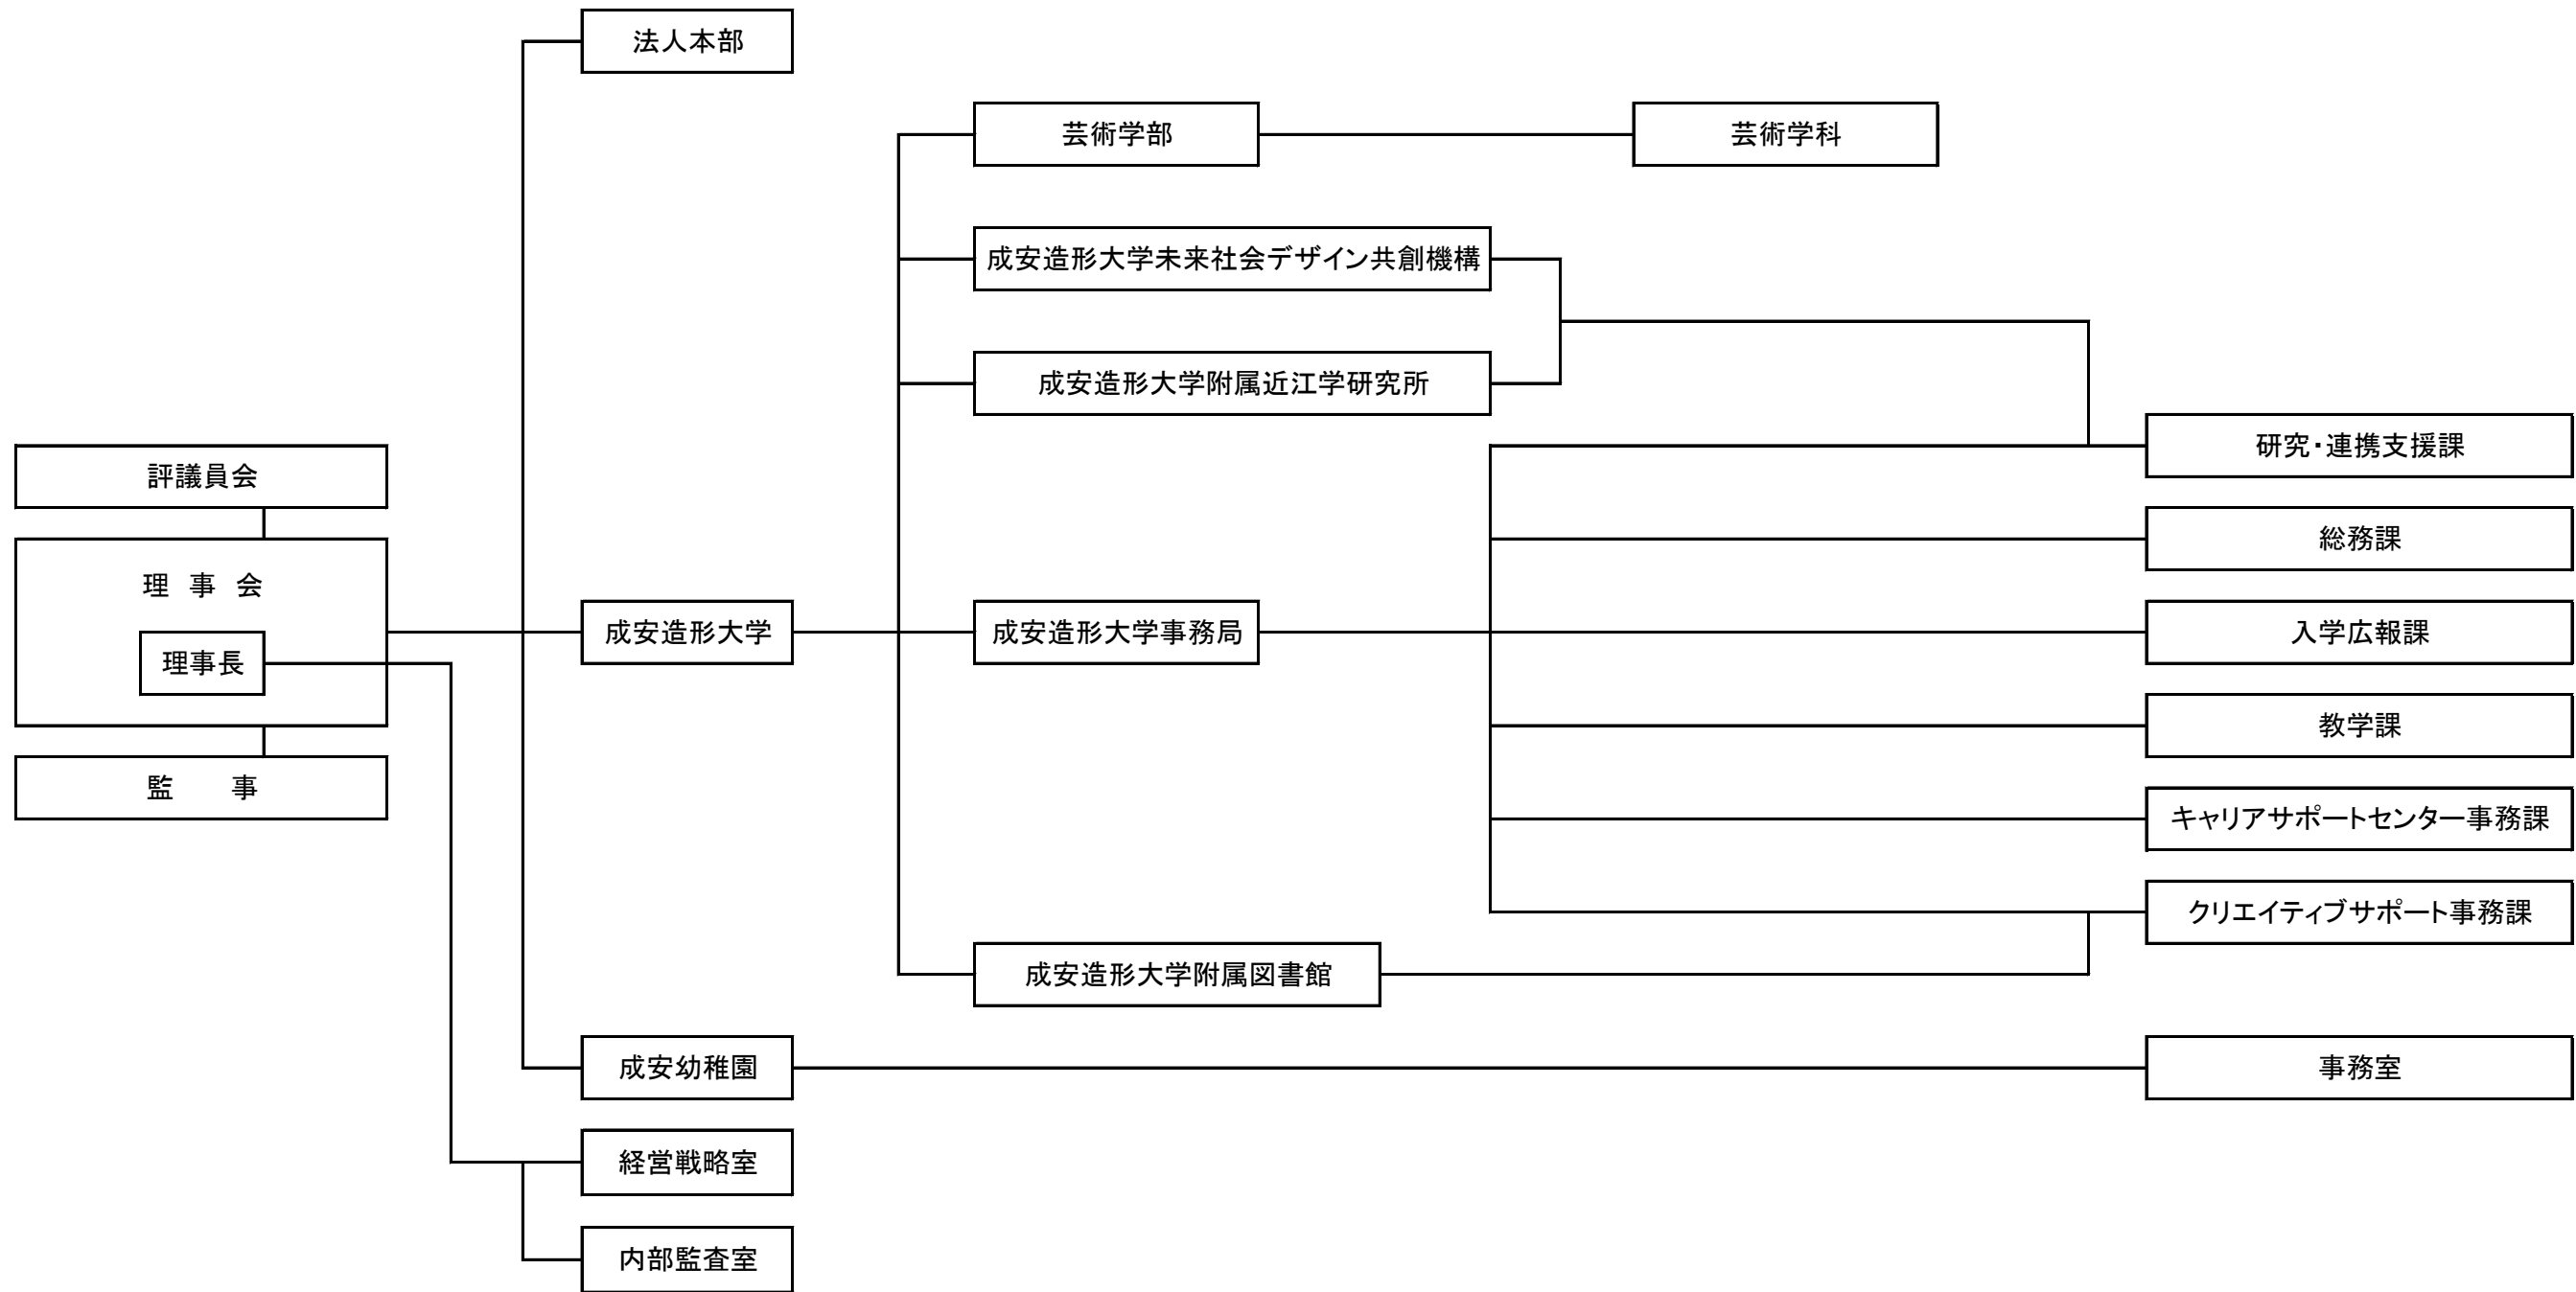 法人本部
芸術学部
芸術学科
成安造形大学未来社会デザイン共創機構
成安造形大学附属近江学研究所
研究・連携支援課
評議員会
総務課
理 事 会
成安造形大学
成安造形大学事務局
入学広報課
理事長
教学課
監 事
キャリアサポートセンター事務課
クリエイティブサポート事務課
成安造形大学附属図書館
成安幼稚園
事務室
経営戦略室
内部監査室